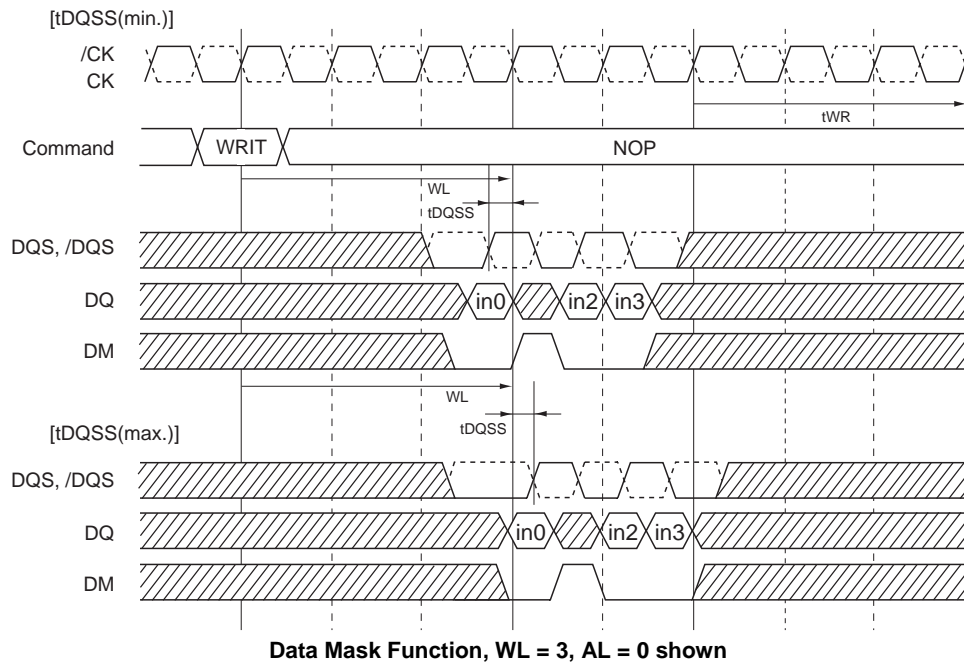 [tDQSS(min.)]
/CK
CK
tWR
Command
WRIT
NOP
WL
tDQSS
DQS, /DQS
DQ
in0
in2
in3
DM
WL
tDQSS
[tDQSS(max.)]
DQS, /DQS
DQ
in0
in2
in3
DM
Data Mask Function, WL = 3, AL = 0 shown